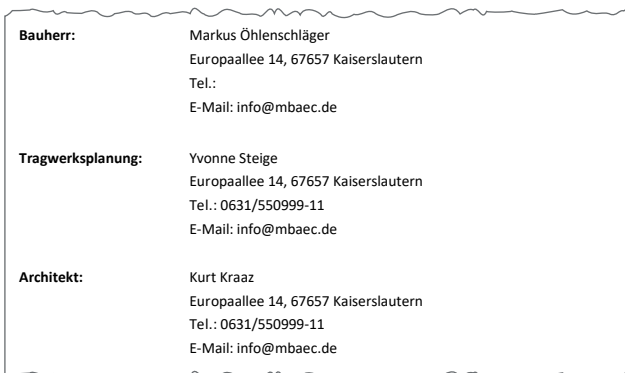 Bauherr: Markus Öhlenschläger
Europaallee 14, 67657 Kaiserslautern
Tel.:
E-Mail: info@mbaec.de
Tragwerksplanung: Yvonne Steige
Europaallee 14, 67657 Kaiserslautern
Tel.: 0631/550999-11
E-Mail: info@mbaec.de
Architekt: Kurt Kraaz
Europaallee 14, 67657 Kaiserslautern
Tel.: 0631/550999-11
E-Mail: info@mbaec.de